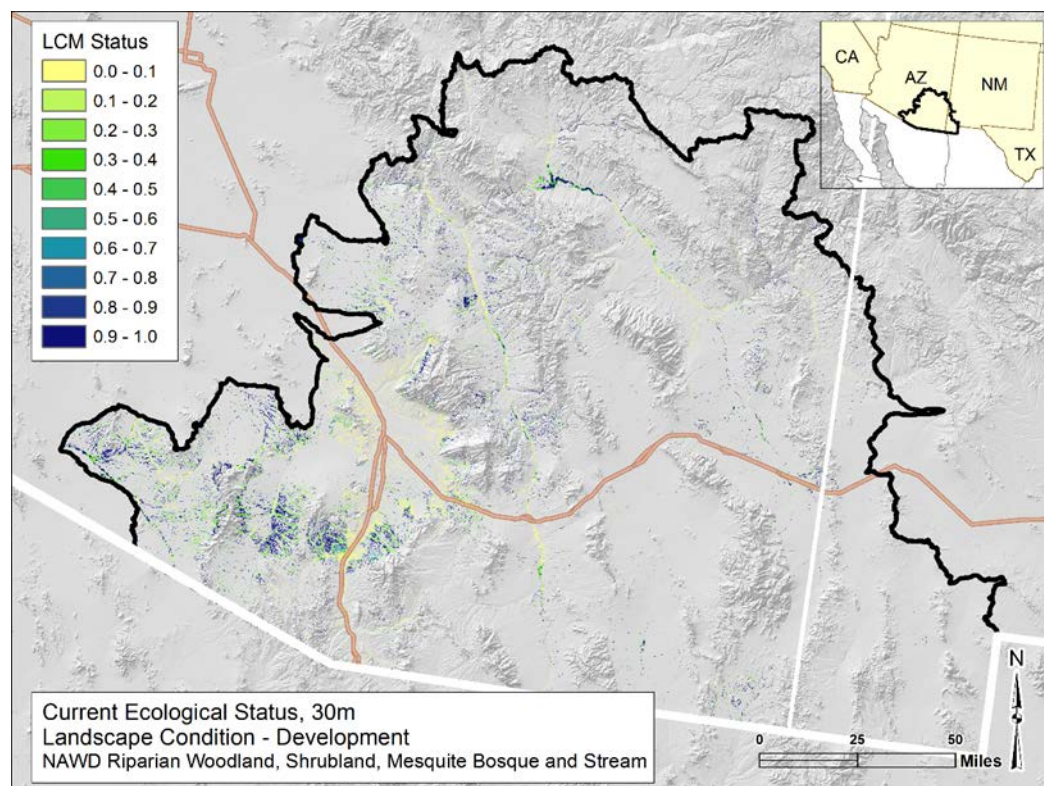 LCM Status
0.0 - 0.1
0.1 - 0.2
0.2 - 0.3
0.3 - 0.4
0.4 - 0.5
0.5 - 0.6
0.6 - 0.7
0.7 - 0.8
0.8 - 0.9
0.9 - 1.0
CA
AZ
NM
TX
Current Ecological Status, 30m
Landscape Condition - Development
NAWD Riparian Woodland, Shrubland, Mesquite Bosque and Stream
N
0 25 50
Miles